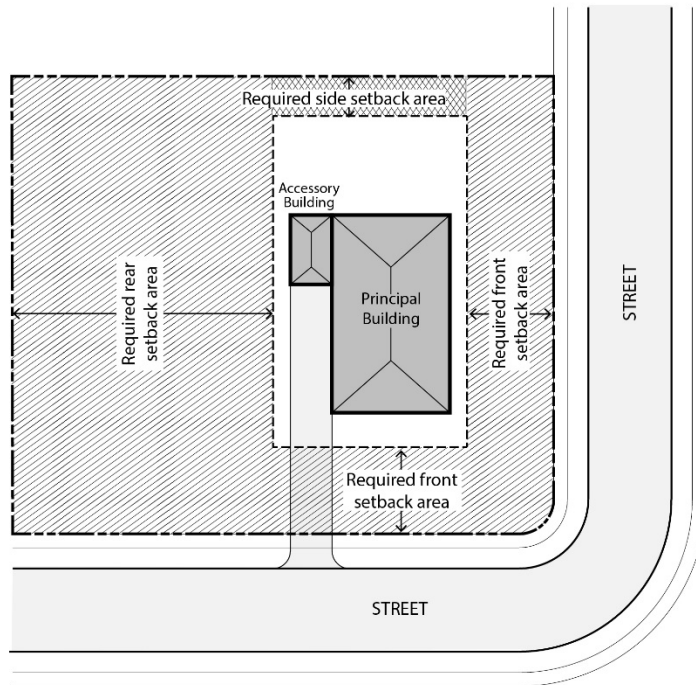 Required side setback area
Accessory
Building
Principal
Building
Required rear
setback area
Required front
setback area
STREET
Required front
setback area
STREET